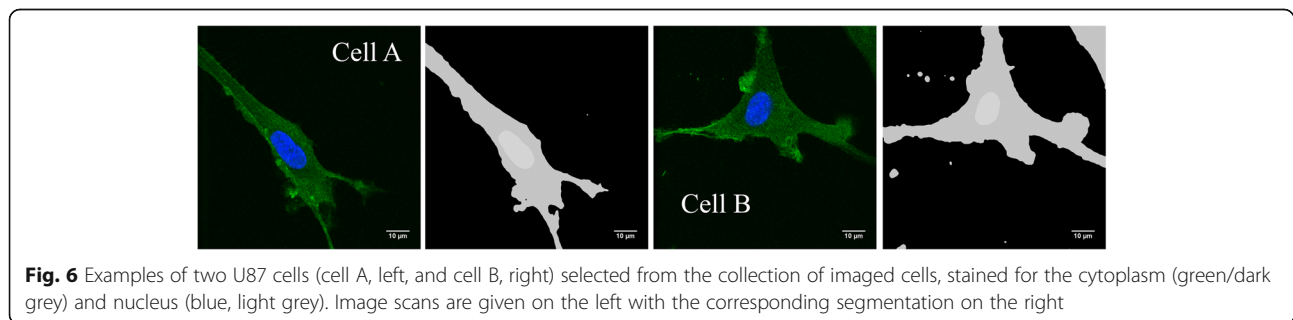 Cell A
10 µm
10 µm
Cell B
10 µm
10 µm
Fig. 6 Examples of two U87 cells (cell A, left, and cell B, right) selected from the collection of imaged cells, stained for the cytoplasm (green/dark
grey) and nucleus (blue, light grey). Image scans are given on the left with the corresponding segmentation on the right